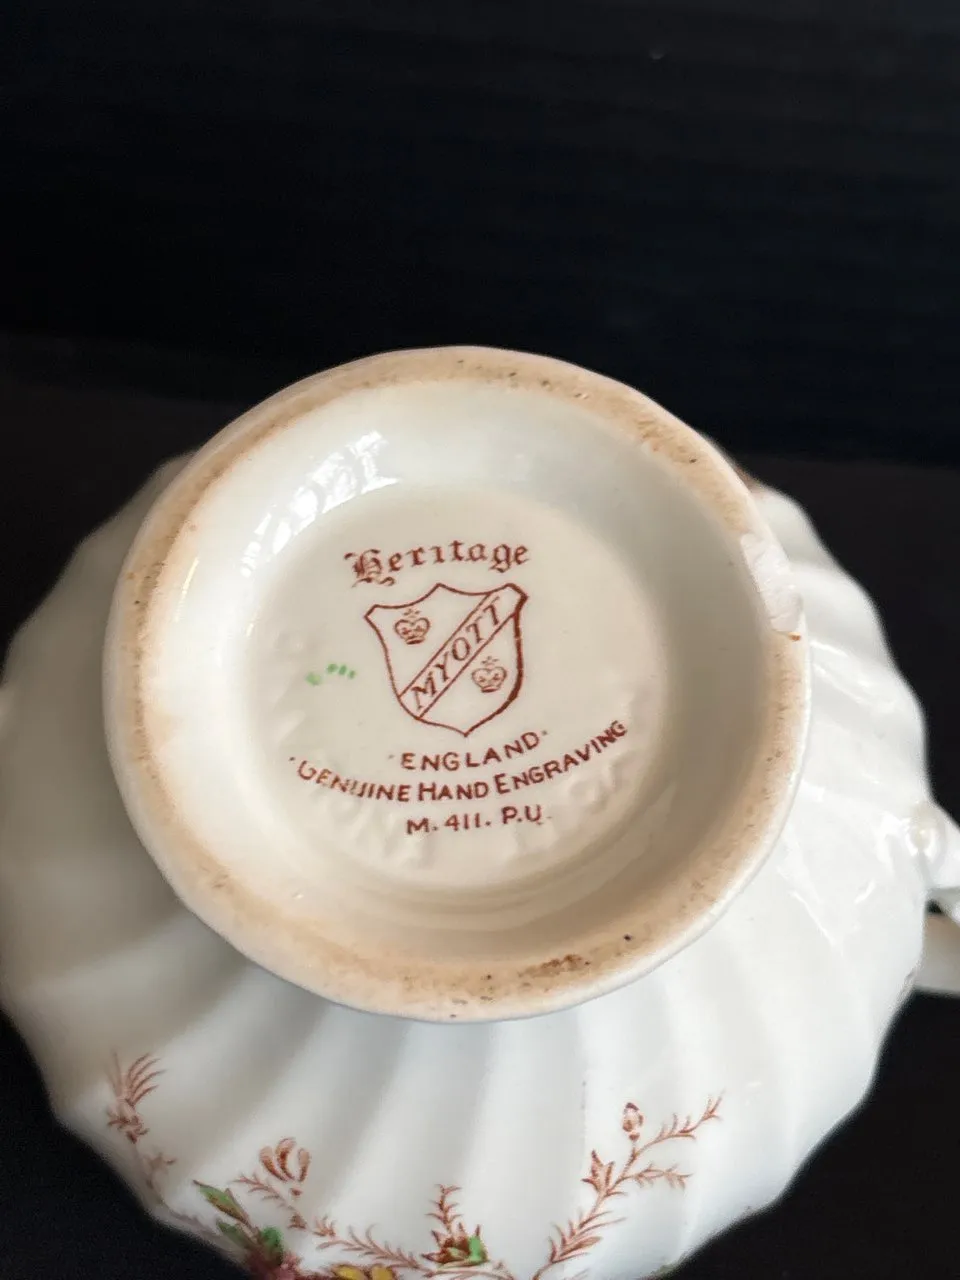 Heritage
MYOTT
·ENGLAND·
·GENUINE HAND ENGRAVING
M. 411. P.U.